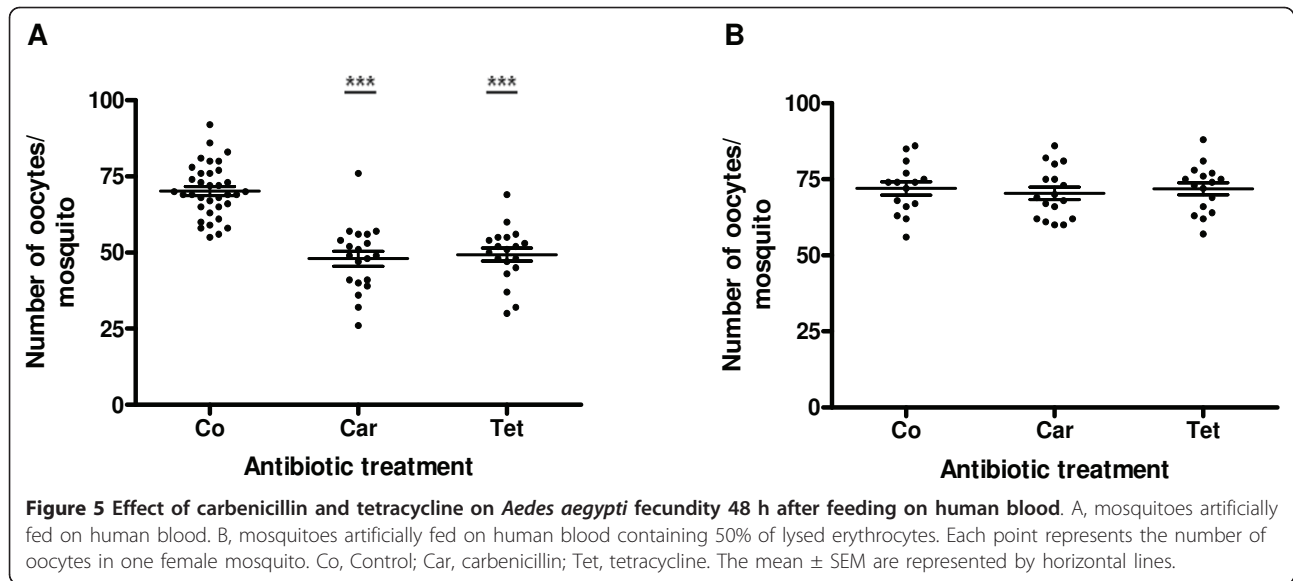 A
B
*** ***
100
75
50
25
0
Number of oocytes/
mosquito
Co Car Tet
Antibiotic treatment
100
75
50
25
0
Number of oocytes/
mosquito
Co Car Tet
Antibiotic treatment
Figure 5 Effect of carbenicillin and tetracycline on Aedes aegypti fecundity 48 h after feeding on human blood. A, mosquitoes artificially
fed on human blood. B, mosquitoes artificially fed on human blood containing 50% of lysed erythrocytes. Each point represents the number of
oocytes in one female mosquito. Co, Control; Car, carbenicillin; Tet, tetracycline. The mean ± SEM are represented by horizontal lines.